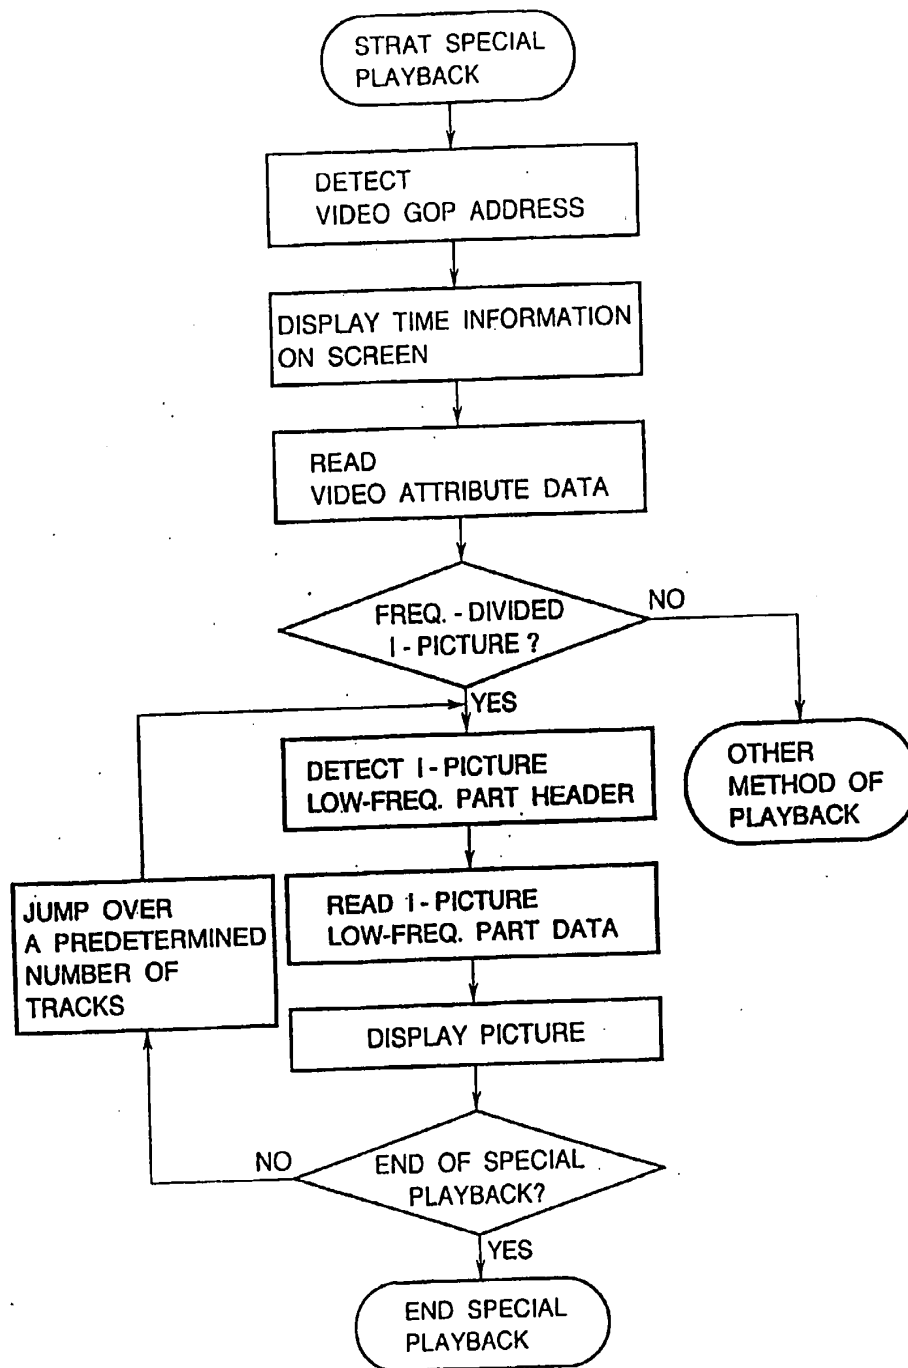 STRAT SPECIAL
PLAYBACK
DETECT
VIDEO GOP ADDRESS
DISPLAY TIME INFORMATION
ON SCREEN
READ
VIDEO ATTRIBUTE DATA
FREQ. - DIVIDED
I - PICTURE ?
NO
YES
OTHER
METHOD OF
PLAYBACK
DETECT I - PICTURE
LOW-FREQ. PART HEADER
JUMP OVER
A PREDETERMINED
NUMBER OF
TRACKS
READ I - PICTURE
LOW-FREQ. PART DATA
DISPLAY PICTURE
NO
END OF SPECIAL
PLAYBACK?
YES
END SPECIAL
PLAYBACK